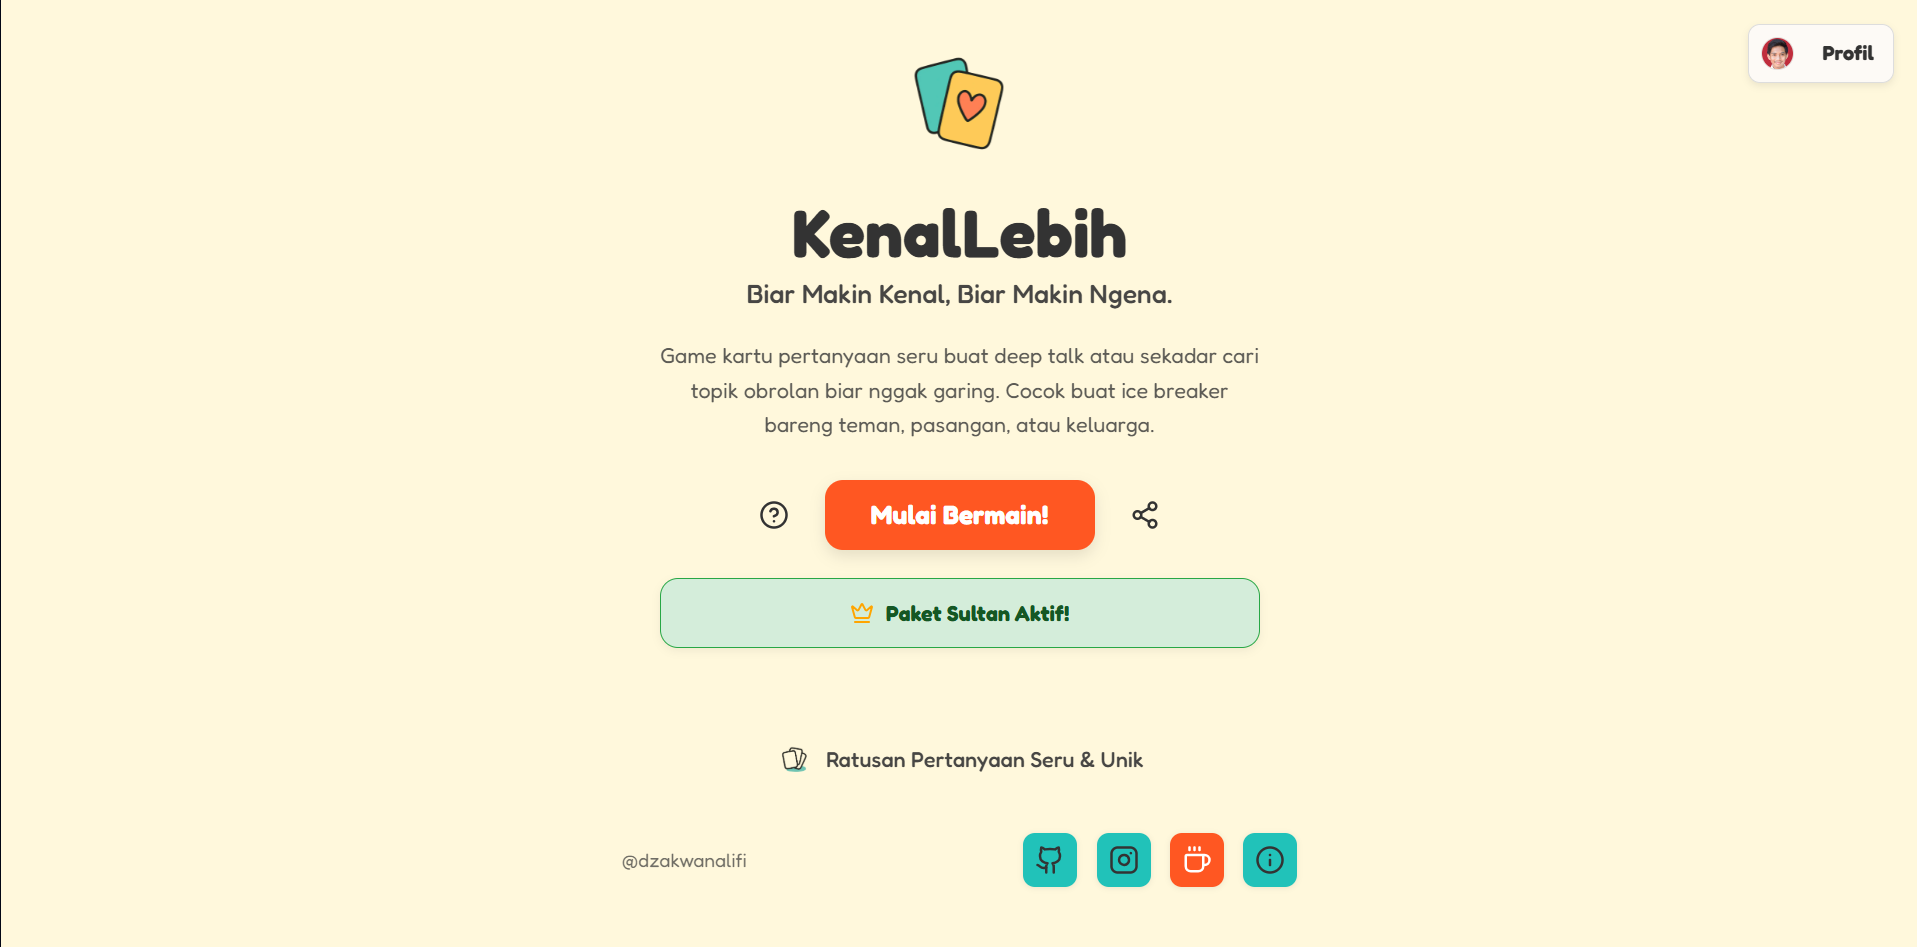 Profil
KenalLebih
Biar Makin Kenal, Biar Makin Ngena.
Game kartu pertanyaan seru buat deep talk atau sekadar cari
topik obrolan biar nggak garing. Cocok buat ice breaker
bareng teman, pasangan, atau keluarga.
Mulai Bermain!
Paket Sultan Aktif!
Ratusan Pertanyaan Seru & Unik
@dzakwanalifi